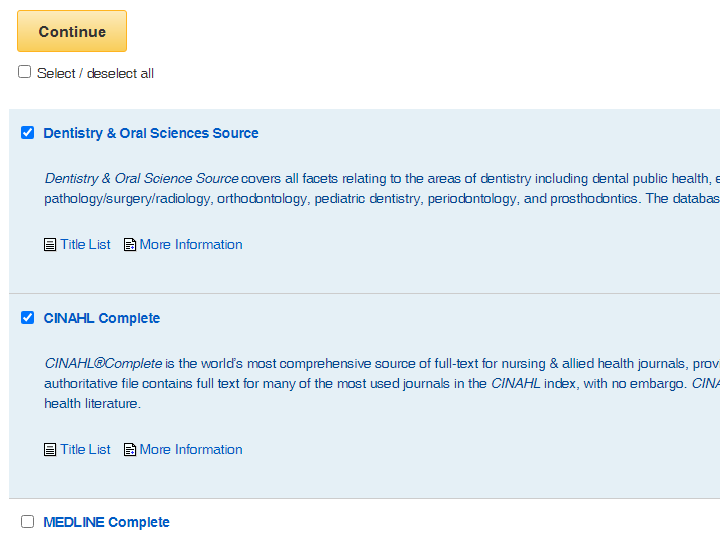 Continue
Select / deselect all
Dentistry & Oral Sciences Source
Dentistry & Oral Science Source covers all facets relating to the areas of dentistry including dental public health,
pathology/surgery/radiology, orthodontology, pediatric dentistry, periodontology, and prosthodontics. The
Title List More Information
CINAHL Complete
CINAHL®Complete is the world's most comprehensive source of full-text for nursing & allied health journals,
authoritative file contains full text for many of the most used journals in the CINAHL index, with no embargo.
health literature.
Title List More Information
MEDLINE Complete